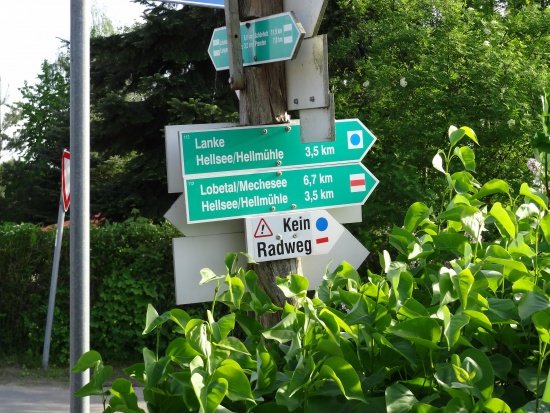 Lanke
Hellsee/Hellmühle 3,5 km
Lobetal/Mechesee 6,7 km
Hellsee/Hellmühle 3,5 km
Kein
Radweg